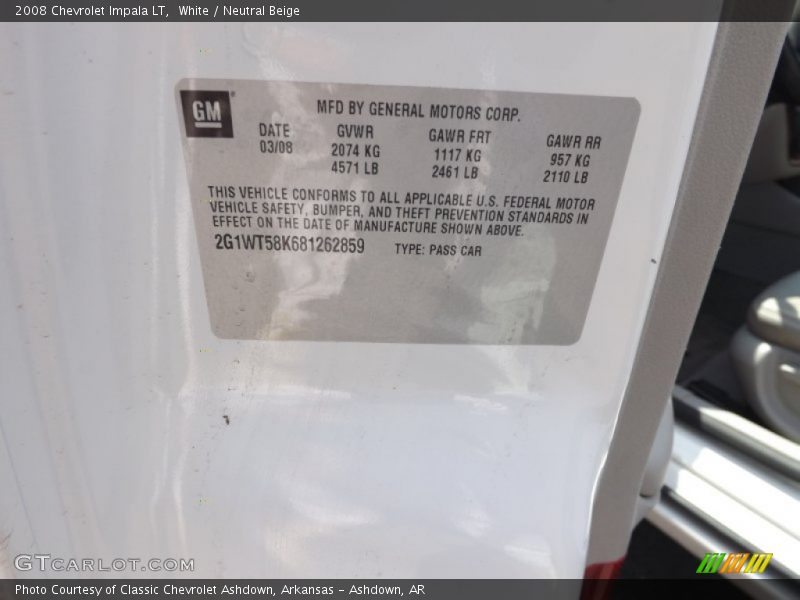 2008 Chevrolet Impala LT,  White / Neutral Beige
GM
MFD BY GENERAL MOTORS CORP.
DATE GVWR GAWR FRT GAWR RR
03/08 2074 KG 1117 KG 957 KG
4571 LB 2461 LB 2110 LB
THIS VEHICLE CONFORMS TO ALL APPLICABLE U.S. FEDERAL MOTOR
VEHICLE SAFETY, BUMPER, AND THEFT PREVENTION STANDARDS IN
EFFECT ON THE DATE OF MANUFACTURE SHOWN ABOVE.
2G1WT58K681262859 TYPE: PASS CAR
GTCARLOT.COM
Photo Courtesy of Classic Chevrolet Ashdown, Arkansas - Ashdown, AR